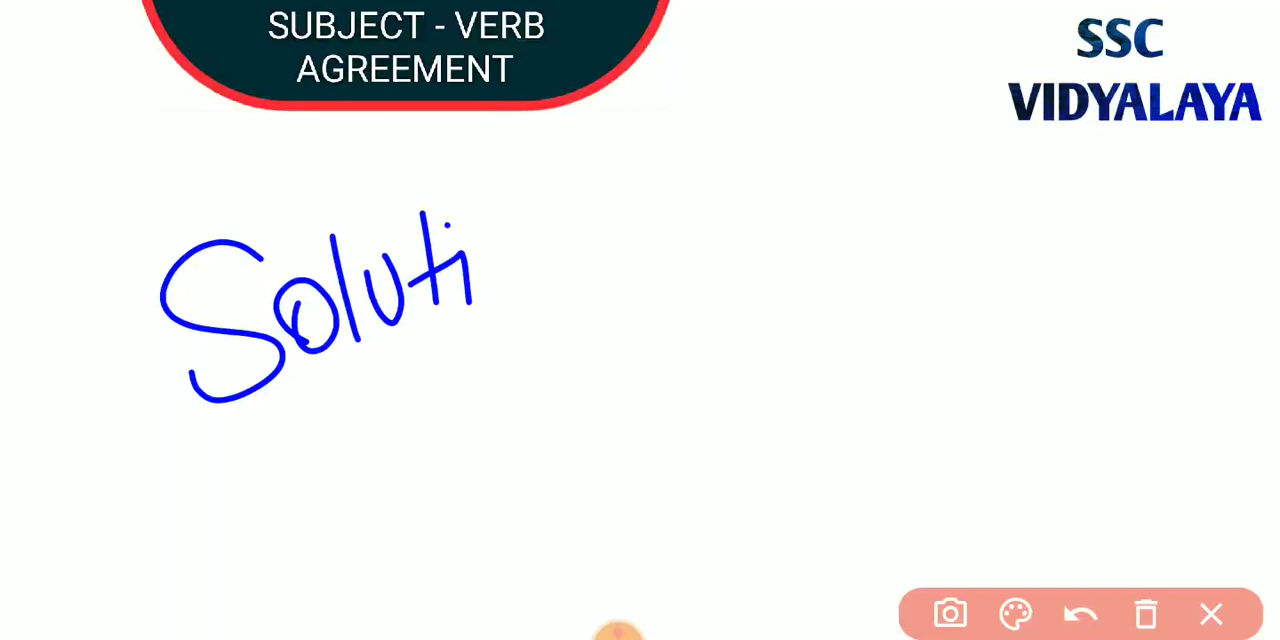 SUBJECT - VERB
AGREEMENT
SSC
VIDYALAYA
Soluti